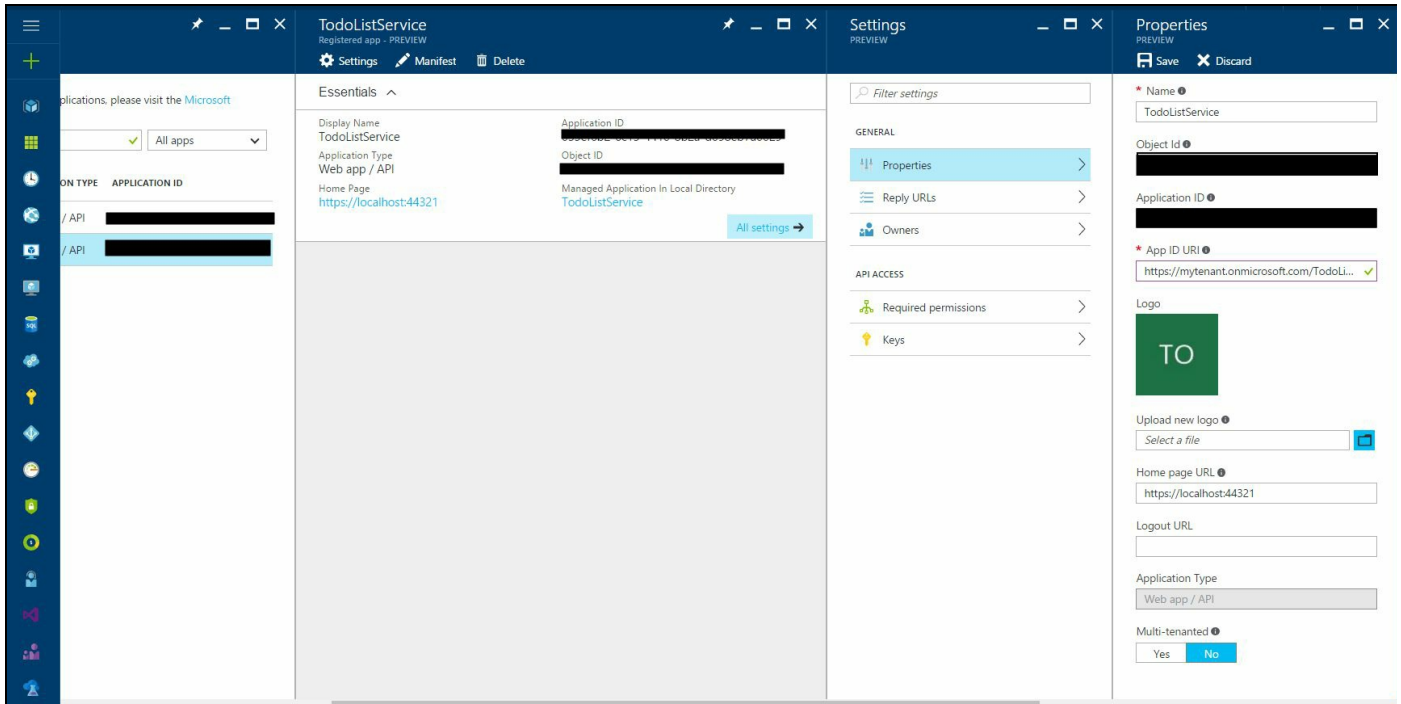 plications, please visit the Microsoft
All apps
ON TYPE APPLICATION ID
/ API
/ API
TodoListService
Registered app - PREVIEW
Settings Manifest Delete
Essentials
Display Name
TodoListService
Application ID
Application Type
Web app / API
Object ID
Home Page
https://localhost:44321
Managed Application In Local Directory
TodoListService
All settings
Settings
PREVIEW
Filter settings
GENERAL
Properties
Reply URLs
Owners
API ACCESS
Required permissions
Keys
Properties
PREVIEW
Save Discard
* Name
TodoListService
Object Id
Application ID
* App ID URI
https://mytenant.onmicrosoft.com/TodoLi...
Logo
TO
Upload new logo
Select a file
Home page URL
https://localhost:44321
Logout URL
Application Type
Web app / API
Multi-tenanted
Yes No
SQL